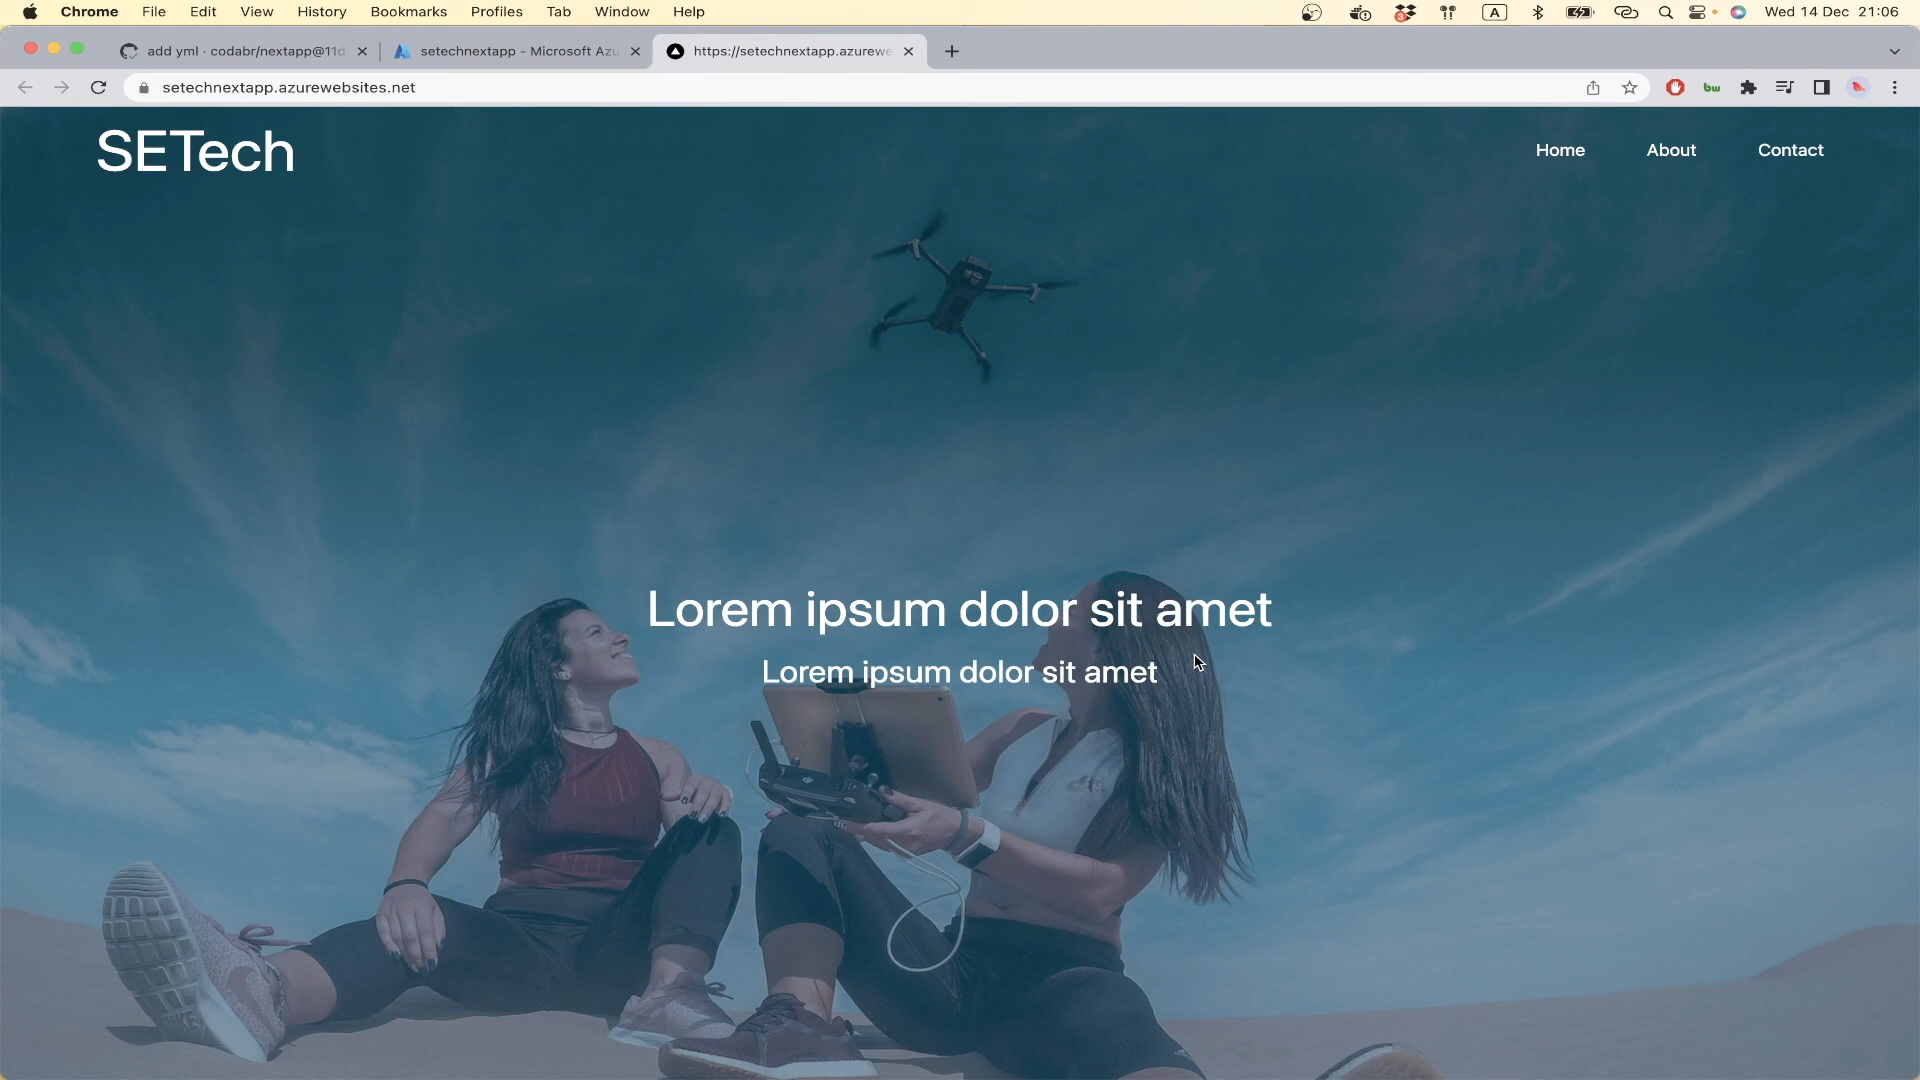 Chrome File Edit View History Bookmarks Profiles Tab Window Help
A
3
Wed 14 Dec 21:06
add yml · codabr/nextapp@11d
setechnextapp - Microsoft Azu
https://setechnextapp.azurewe
setechnextapp.azurewebsites.net
bw
SETech
Home About Contact
Lorem ipsum dolor sit amet
Lorem ipsum dolor sit amet